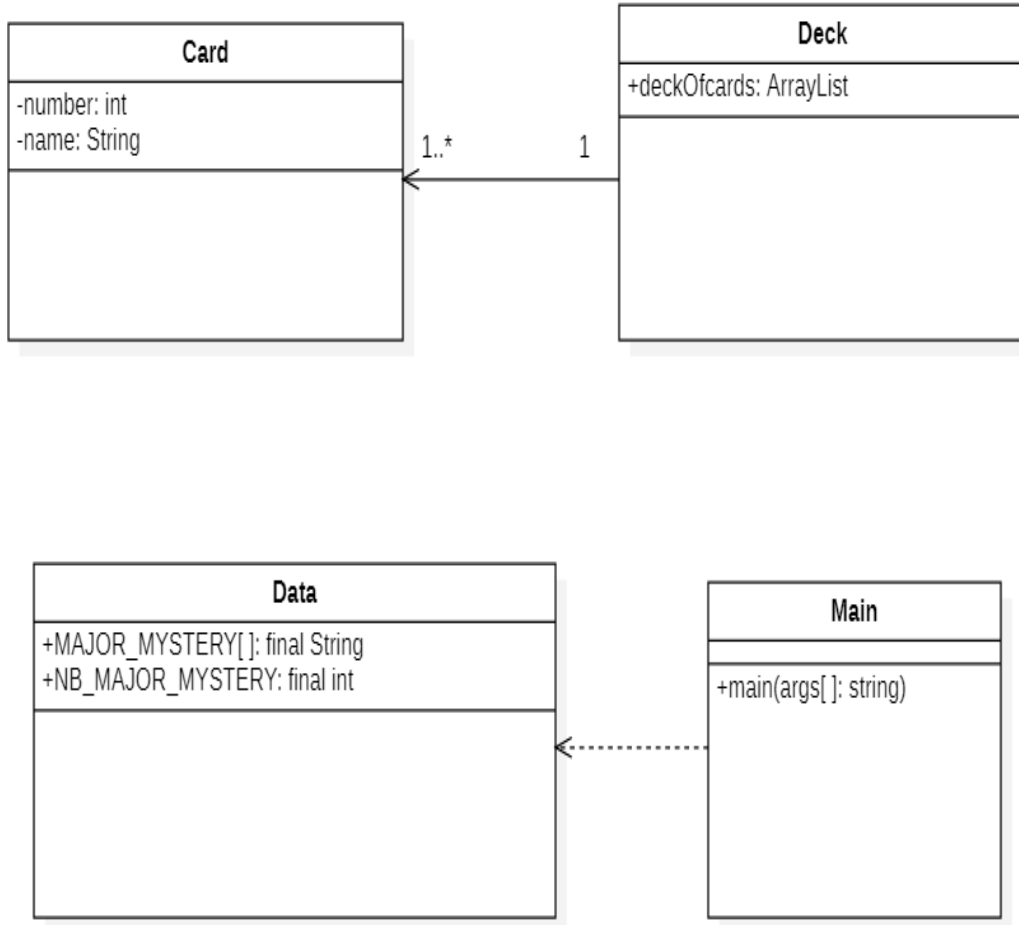 Card
-number: int
-name: String
1..*
1
Deck
+deckOfcards: ArrayList
Data
+MAJOR_MYSTERY[ ]: final String
+NB_MAJOR_MYSTERY: final int
Main
+main(args[ ]: string)